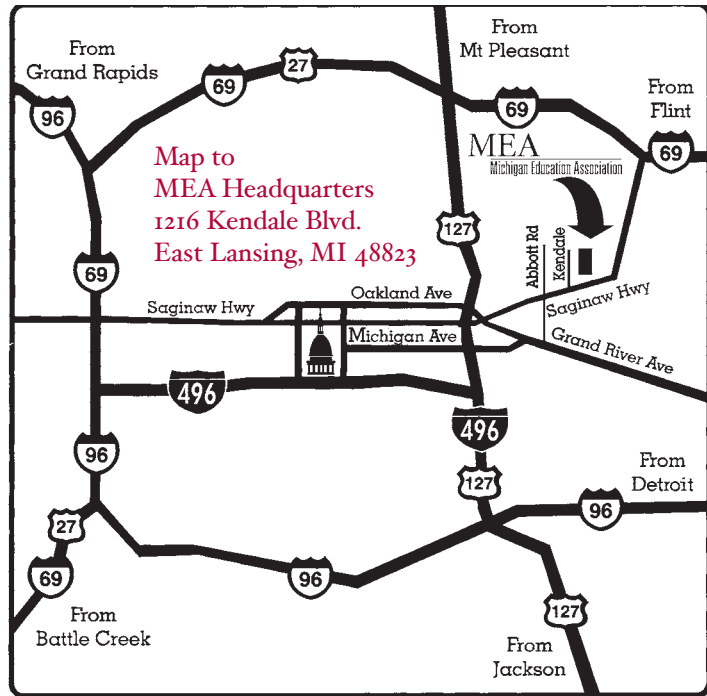 From
Mt Pleasant
From
Grand Rapids
27
69
96
69
From
Flint
69
MEA
Michigan Education Association
Map to
MEA Headquarters
1216 Kendale Blvd.
East Lansing, MI 48823
127
Abbott Rd
Kendale
69
Oakland Ave
Saginaw Hwy
Saginaw Hwy
Michigan Ave
Grand River Ave
496
496
96
127
From
Detroit
96
27
69
96
From
Battle Creek
127
From
Jackson